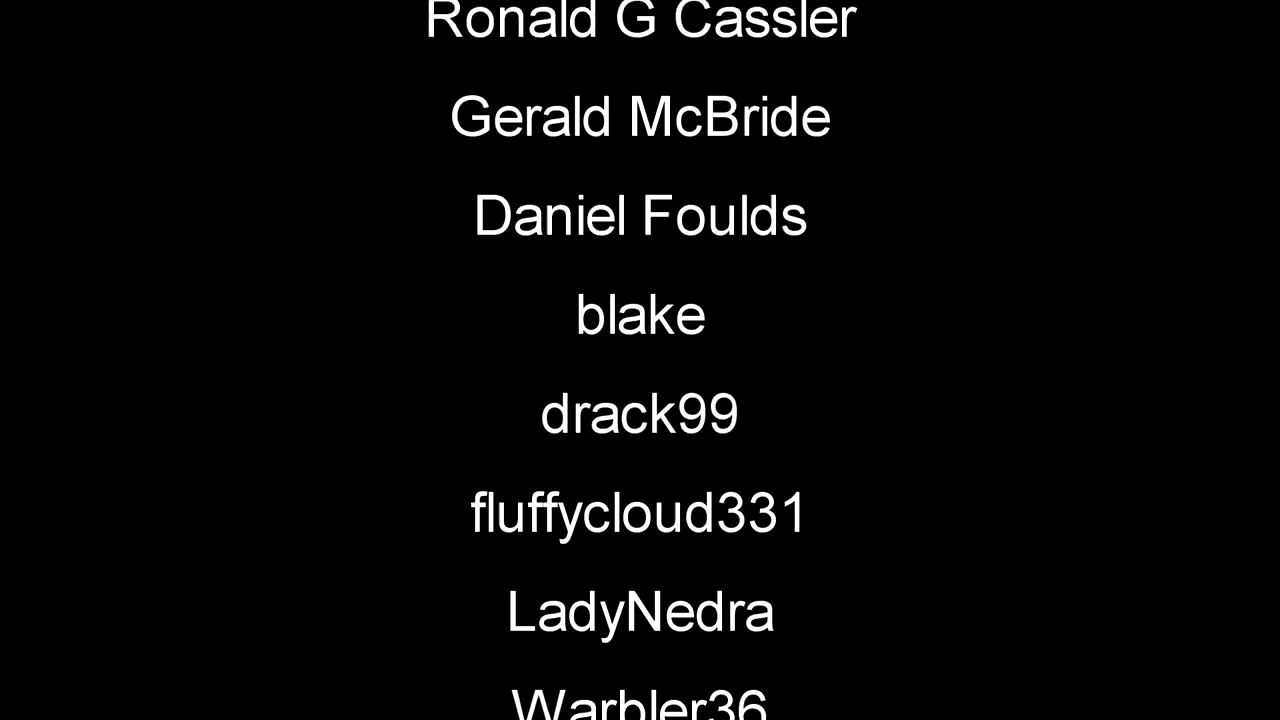 Ronald G Cassler
Gerald McBride
Daniel Foulds
blake
drack99
fluffycloud331
LadyNedra
Warbler36